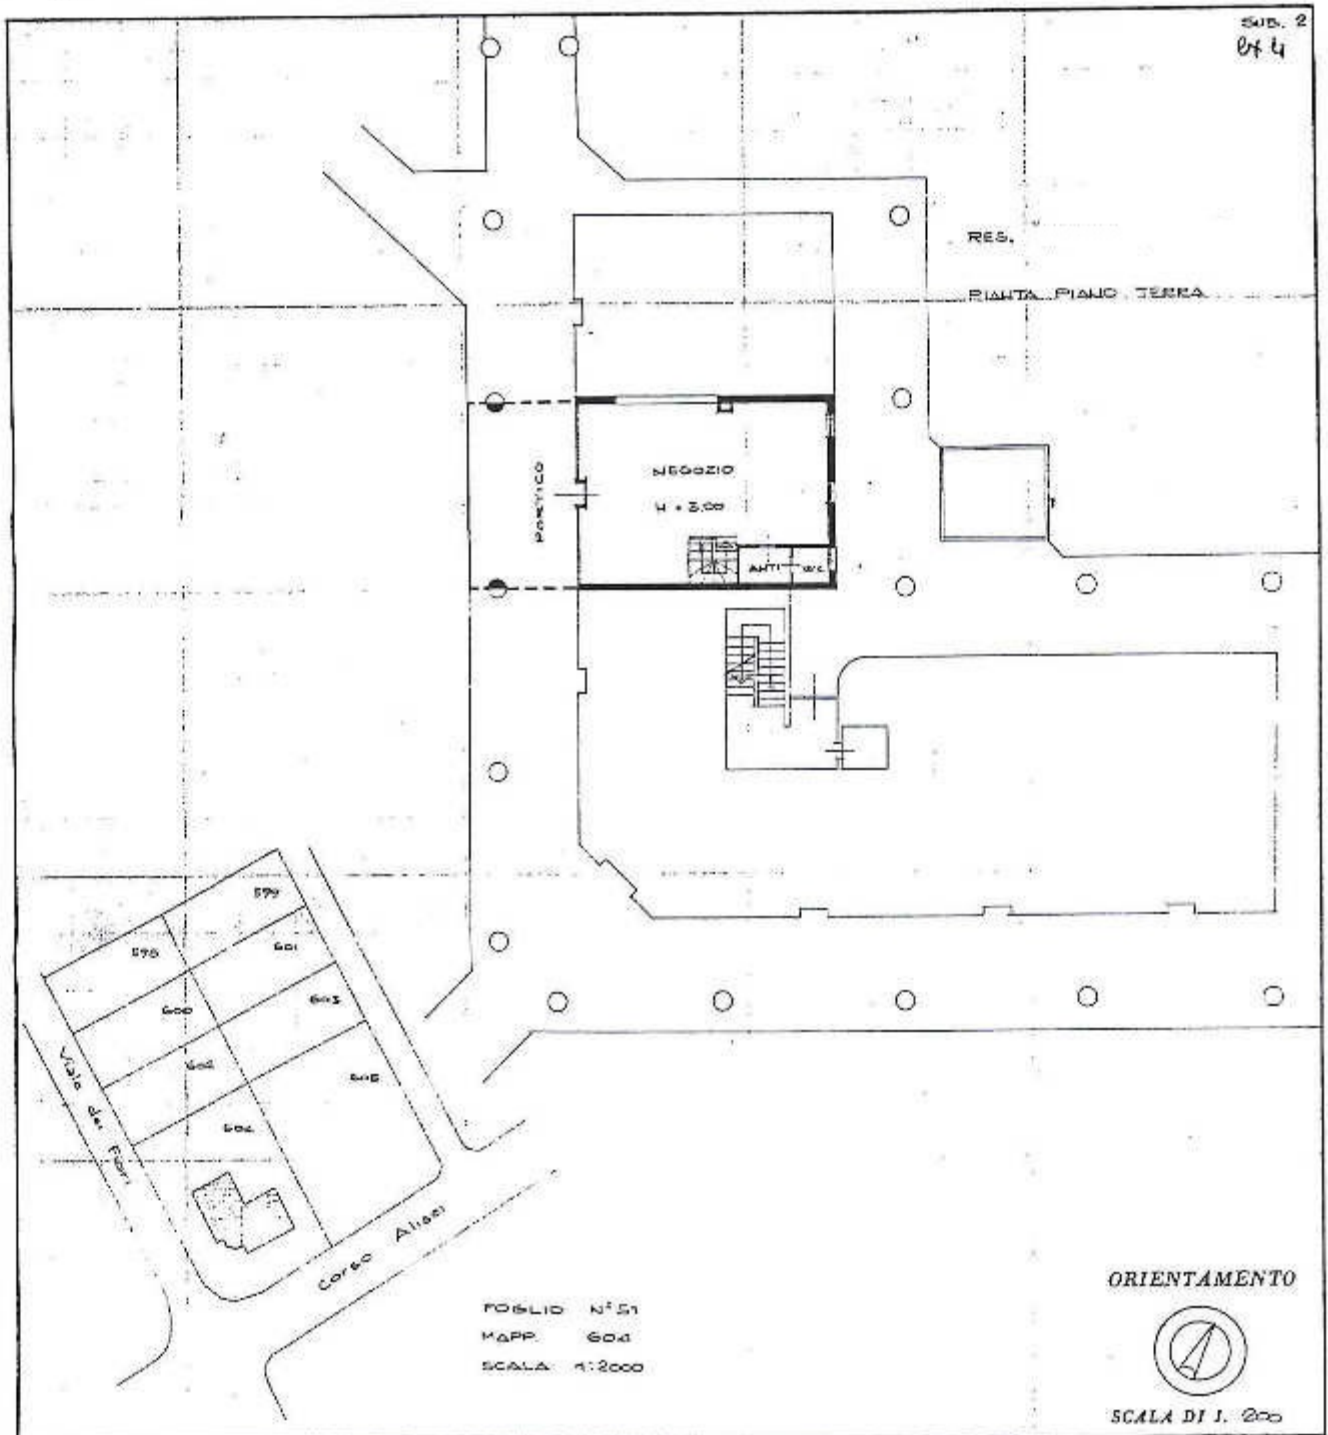 SUB. 2
RES.
PIANTA PIANO TERRA
PORTICO
NEGOZIO
H = 3,00
ANTI
W.C.
599
598
601
600
603
602
605
604
Viale dei Fiori
Corso Alassi
FOGLIO N° 51
MAPP. 604
SCALA 1:2000
ORIENTAMENTO
SCALA DI 1. 200